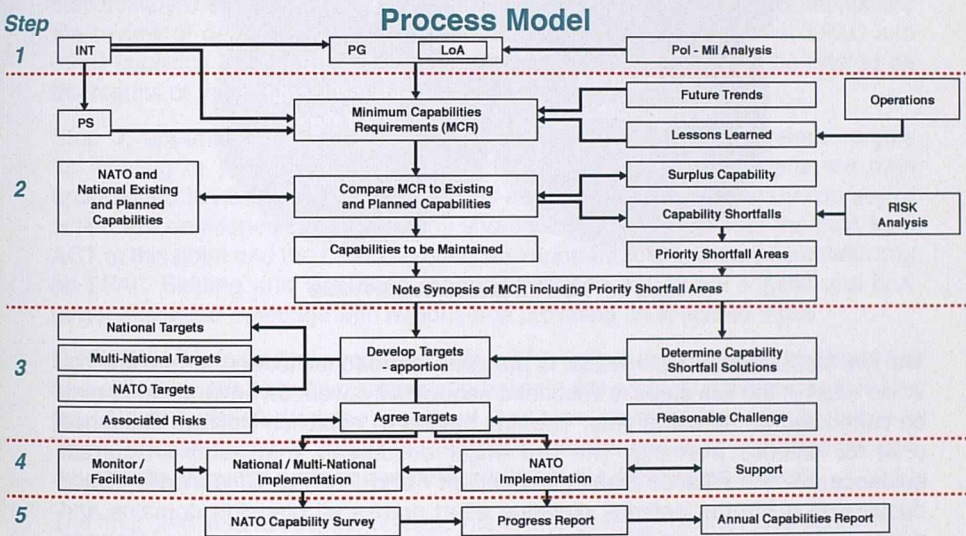 Process Model
Step
1
INT
PG
LoA
Pol - Mil Analysis
PS
Minimum Capabilities
Requirements (MCR)
Future Trends
Lessons Learned
Operations
2
NATO and
National Existing
and Planned
Capabilities
Compare MCR to Existing
and Planned Capabilities
Surplus Capability
Capability Shortfalls
RISK
Analysis
Capabilities to be Maintained
Priority Shortfall Areas
Note Synopsis of MCR including Priority Shortfall Areas
3
National Targets
Multi-National Targets
NATO Targets
Develop Targets
- apportion
Determine Capability
Shortfall Solutions
Associated Risks
Agree Targets
Reasonable Challenge
4
Monitor /
Facilitate
National / Multi-National
Implementation
NATO
Implementation
Support
5
NATO Capability Survey
Progress Report
Annual Capabilities Report